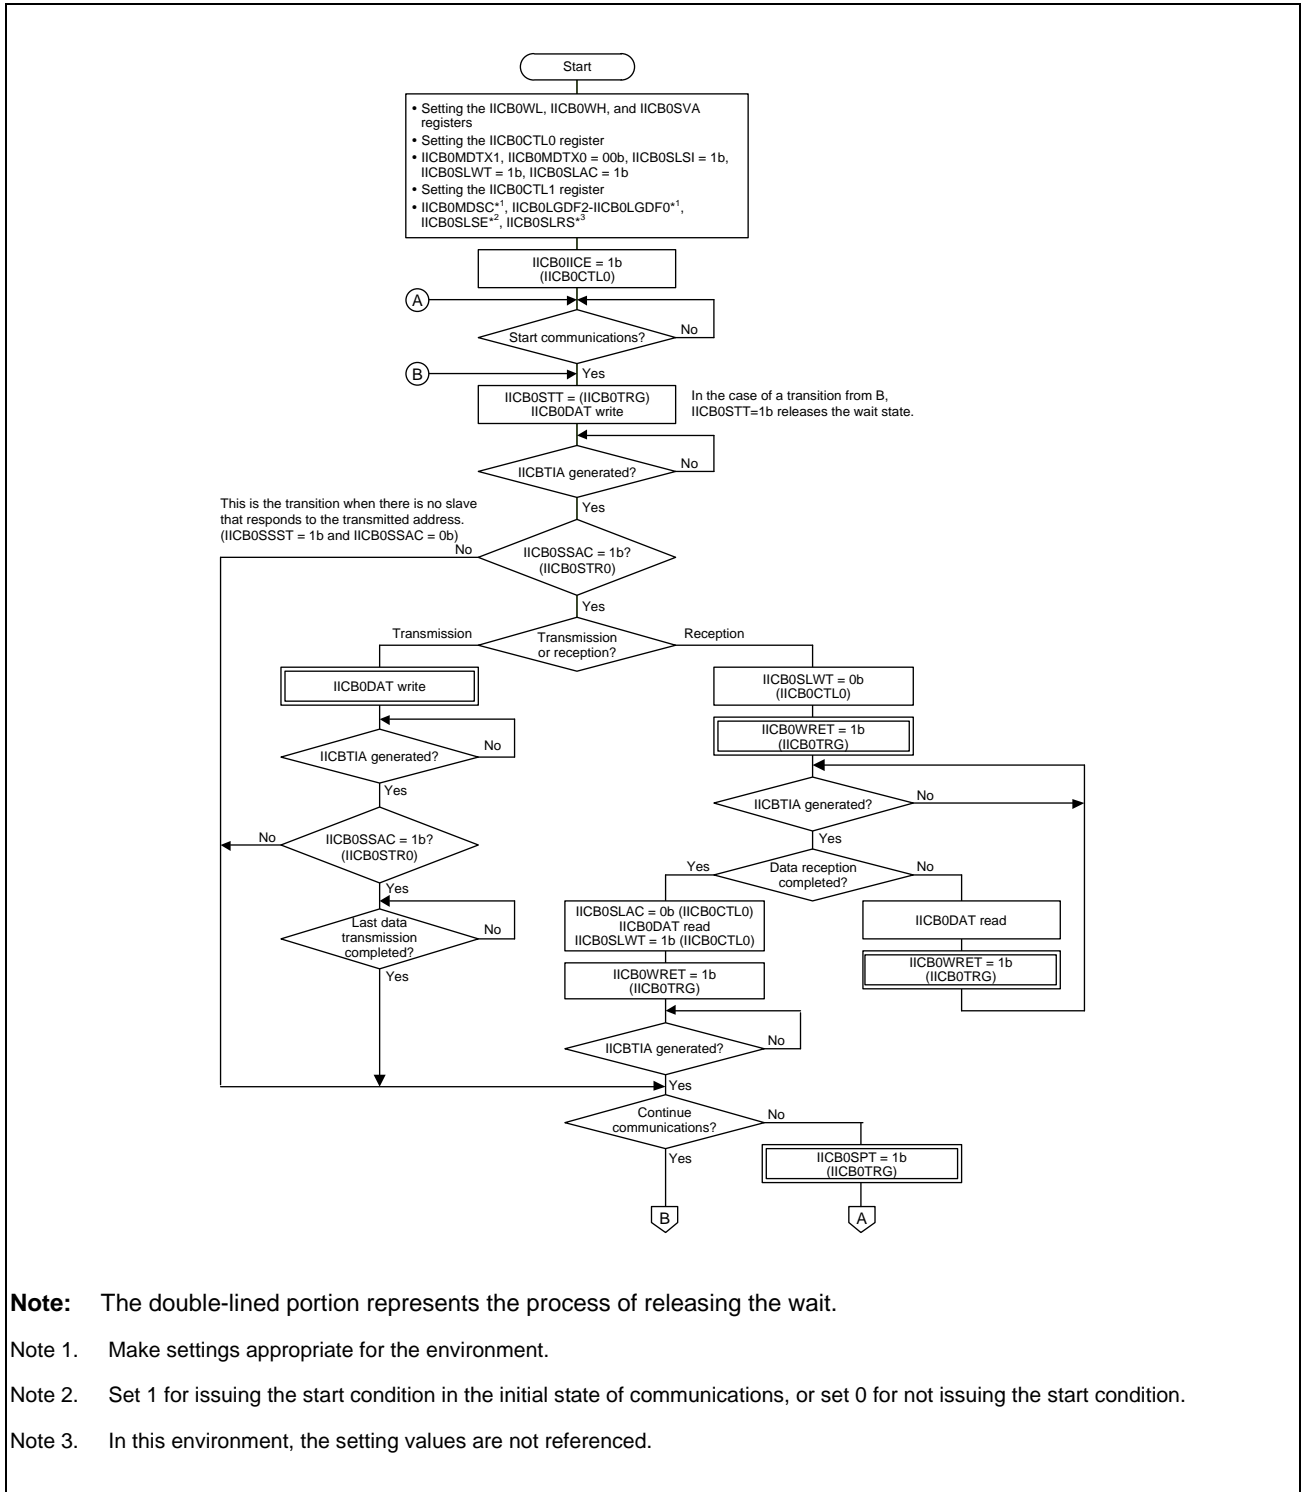 Start
• Setting the IICB0WL, IICB0WH, and IICB0SVA
registers
• Setting the IICB0CTL0 register
• IICB0MDTX1, IICB0MDTX0 = 00b, IICB0SLSI = 1b,
IICB0SLWT = 1b, IICB0SLAC = 1b
• Setting the IICB0CTL1 register
• IICB0MDSC*1, IICB0LGDF2-IICB0LGDF0*1,
IICB0SLSE*2, IICB0SLRS*3
IICB0IICE = 1b
(IICB0CTL0)
A
Start communications?
No
B
Yes
IICB0STT = (IICB0TRG)
IICB0DAT write
In the case of a transition from B,
IICB0STT=1b releases the wait state.
IICBTIA generated?
No
Yes
This is the transition when there is no slave
that responds to the transmitted address.
(IICB0SSST = 1b and IICB0SSAC = 0b)
No
IICB0SSAC = 1b?
(IICB0STR0)
Yes
Transmission
Transmission
or reception?
Reception
IICB0DAT write
IICBTIA generated?
No
Yes
No
IICB0SSAC = 1b?
(IICB0STR0)
Yes
Last data
transmission
completed?
No
Yes
IICB0SLWT = 0b
(IICB0CTL0)
IICB0WRET = 1b
(IICB0TRG)
IICBTIA generated?
No
Yes
Yes
Data reception
completed?
No
IICB0SLAC = 0b (IICB0CTL0)
IICB0DAT read
IICB0SLWT = 1b (IICB0CTL0)
IICB0DAT read
IICB0WRET = 1b
(IICB0TRG)
IICB0WRET = 1b
(IICB0TRG)
IICBTIA generated?
No
Yes
Continue
communications?
No
Yes
IICB0SPT = 1b
(IICB0TRG)
B
A
Note: The double-lined portion represents the process of releasing the wait.
Note 1. Make settings appropriate for the environment.
Note 2. Set 1 for issuing the start condition in the initial state of communications, or set 0 for not issuing the start condition.
Note 3. In this environment, the setting values are not referenced.